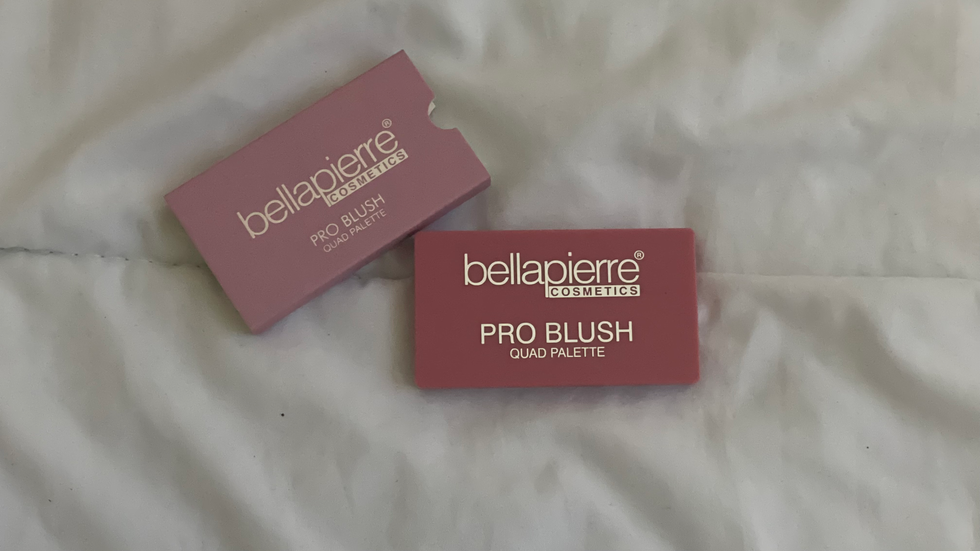 bellapierre®
COSMETICS
PRO BLUSH
QUAD PALETTE
bellapierre®
COSMETICS
PRO BLUSH
QUAD PALETTE